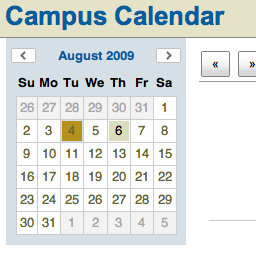 Campus Calendar
< August 2009 >
« »
Su Mo Tu We Th Fr Sa
26 27 28 29 30 31 1
2 3 4 5 6 7 8
9 10 11 12 13 14 15
16 17 18 19 20 21 22
23 24 25 26 27 28 29
30 31 1 2 3 4 5